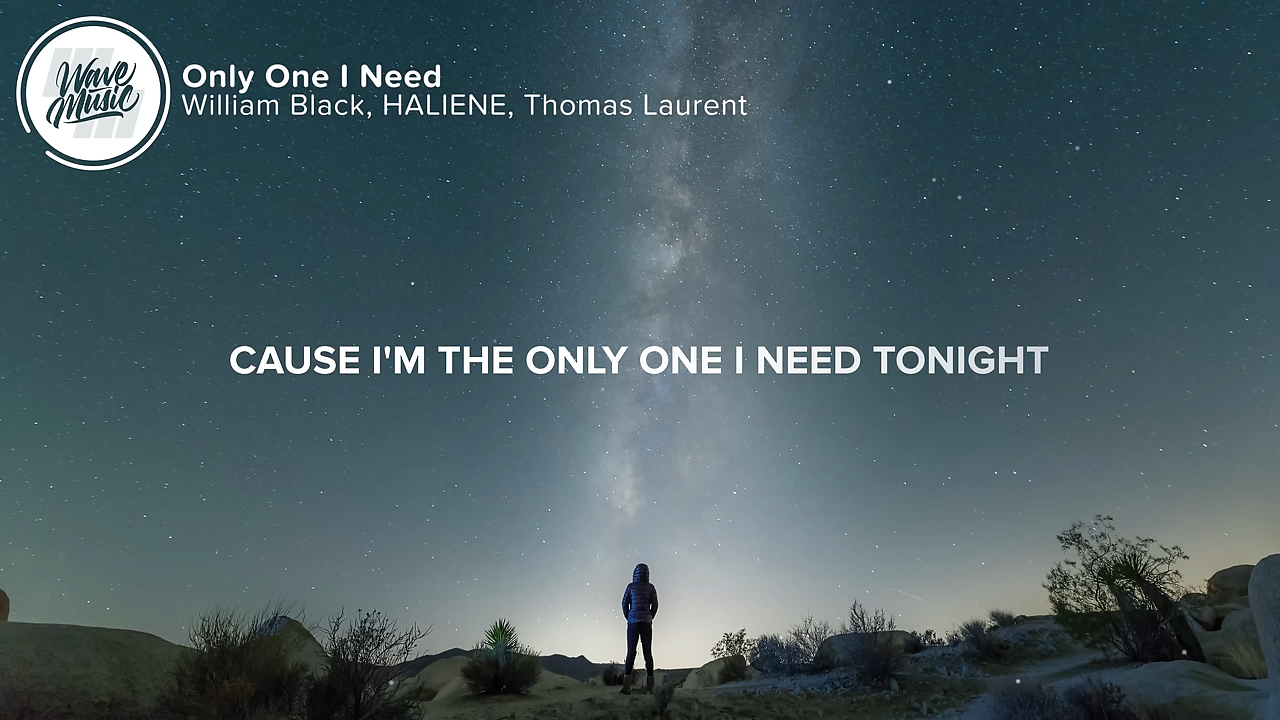 Wave
Music
Only One I Need
William Black, HALIENE, Thomas Laurent
CAUSE I'M THE ONLY ONE I NEED TONIGHT